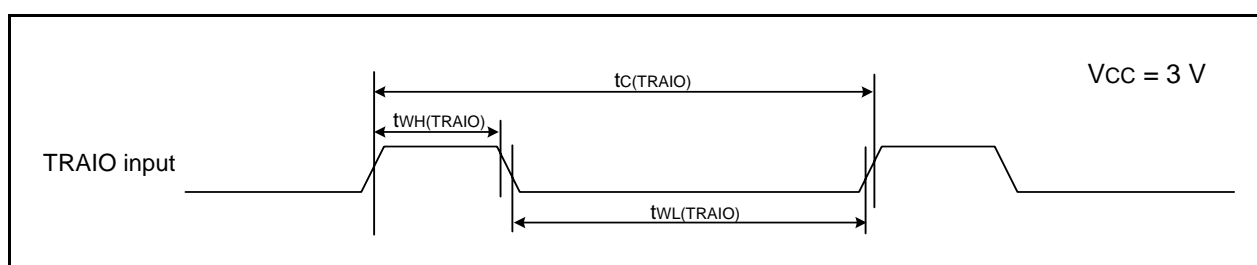 tC(TRAIO)
VCC = 3 V
tWH(TRAIO)
TRAIO input
tWL(TRAIO)